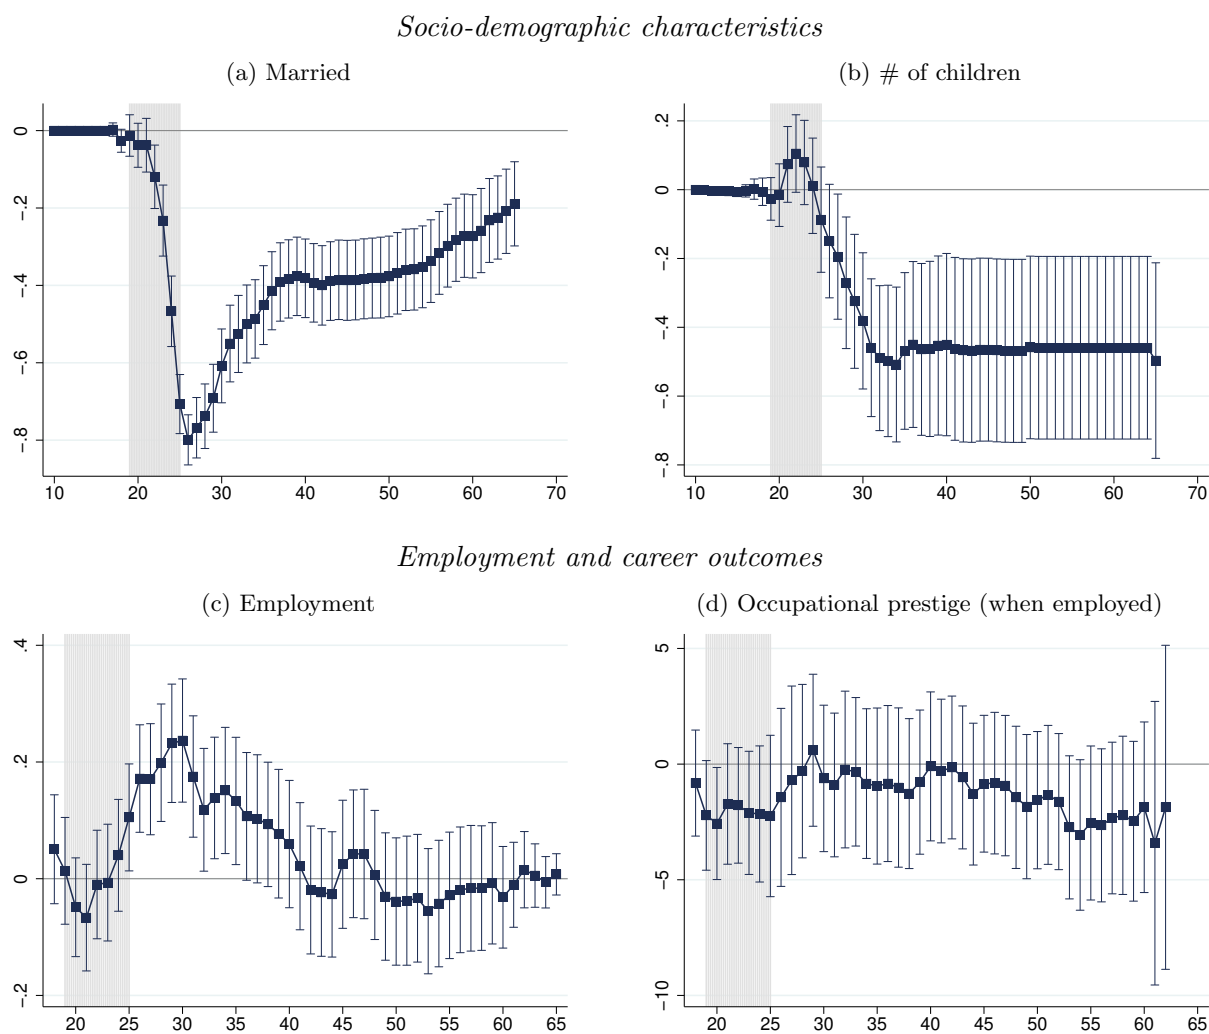 Socio-demographic characteristics
(a) Married
(b) # of children
0
-.2
-.4
-.6
-.8
10 20 30 40 50 60 70
.2
0
-.2
-.4
-.6
-.8
10 20 30 40 50 60 70
Employment and career outcomes
(c) Employment
(d) Occupational prestige (when employed)
.4
.2
0
-.2
20 25 30 35 40 45 50 55 60 65
5
0
-5
-10
20 25 30 35 40 45 50 55 60 65